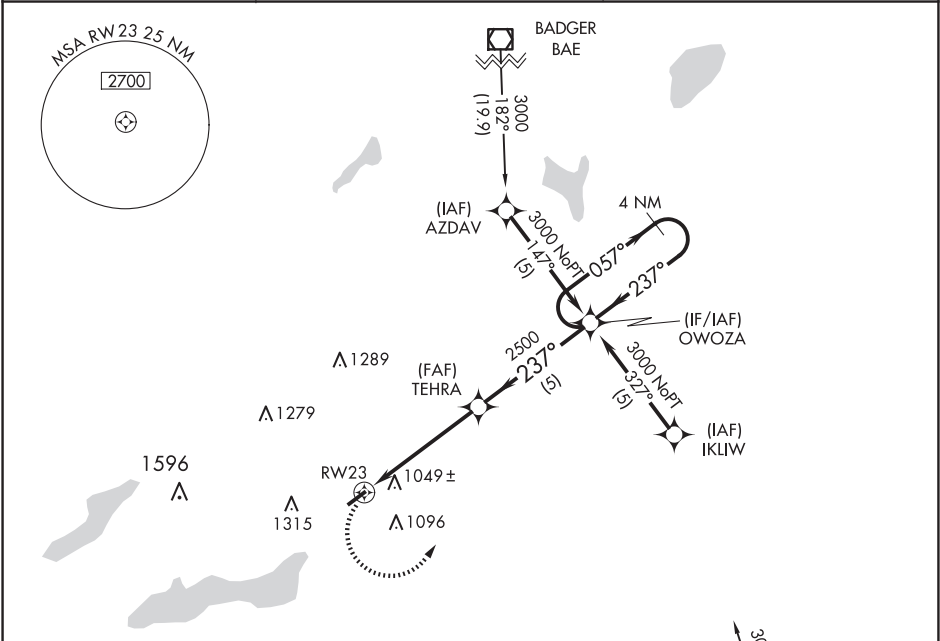 MSA RW23 25 NM
2700
BADGER
BAE
3000
182°
(19.9)
(IAF)
AZDAV
3000 NoPT
147°
(5)
4 NM
057°
237°
(IF/IAF)
OWOZA
2500
237°
(5)
(FAF)
TEHRA
3000 NoPT
327°
(5)
(IAF)
IKLIW
1289
1279
1596
1315
RW23
1049±
1096